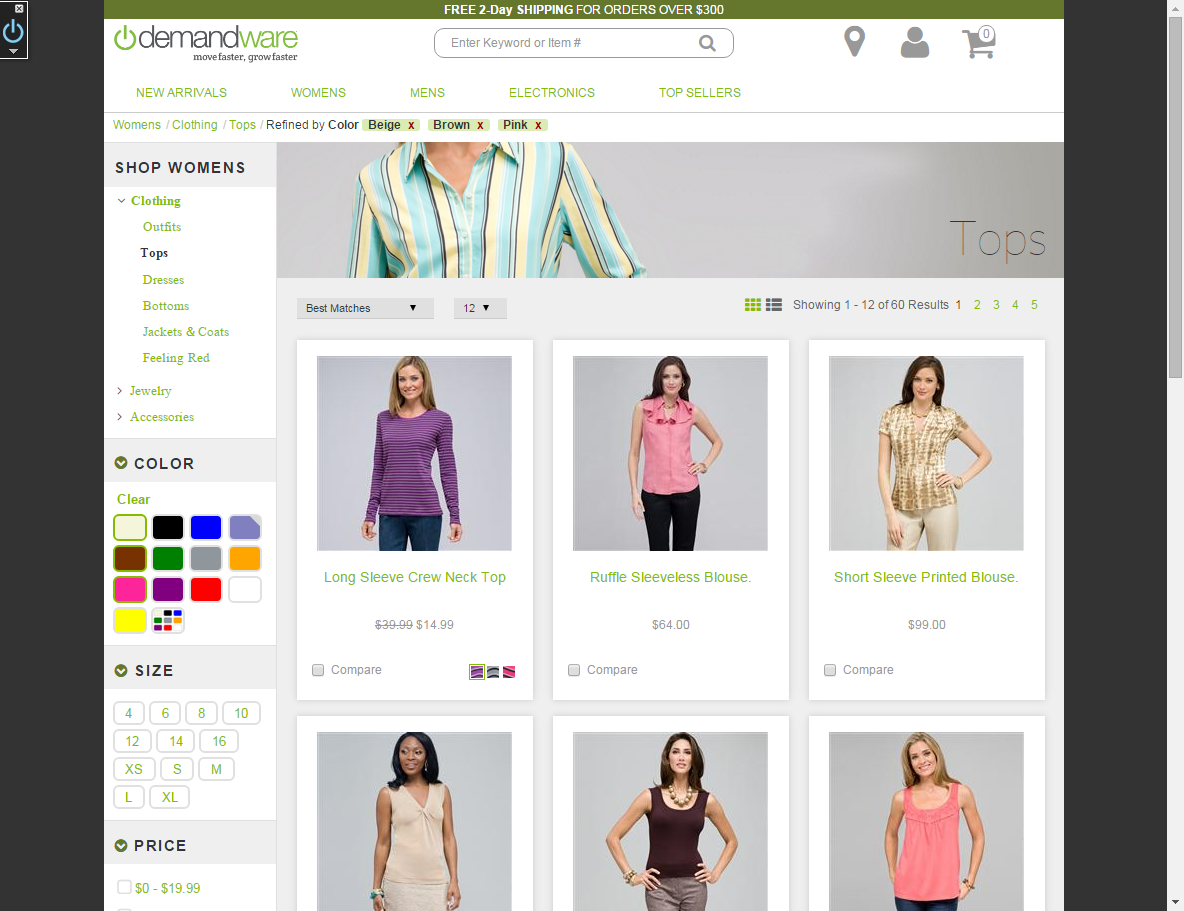 FREE 2-Day SHIPPING FOR ORDERS OVER $300
demandware
move faster, grow faster
Enter Keyword or Item #
0
NEW ARRIVALS WOMENS MENS ELECTRONICS TOP SELLERS
Womens / Clothing / Tops / Refined by Color Beige x Brown x Pink x
SHOP WOMENS
Clothing
Outfits
Tops
Dresses
Bottoms
Jackets & Coats
Feeling Red
Jewelry
Accessories
COLOR
Clear
SIZE
4 6 8 10
12 14 16
XS S M
L XL
PRICE
$0 - $19.99
Tops
Best Matches 12 Showing 1 - 12 of 60 Results 1 2 3 4 5
Long Sleeve Crew Neck Top
$39.99 $14.99
Compare
Ruffle Sleeveless Blouse.
$64.00
Compare
Short Sleeve Printed Blouse.
$99.00
Compare